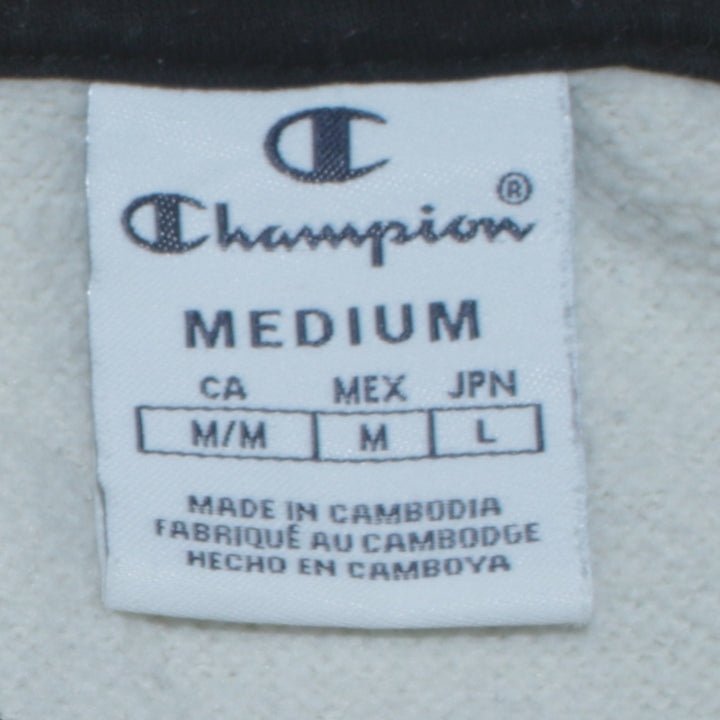 C
Champion®
MEDIUM
CA MEX JPN
M/M M L
MADE IN CAMBODIA
FABRIQUÉ AU CAMBODGE
HECHO EN CAMBOYA